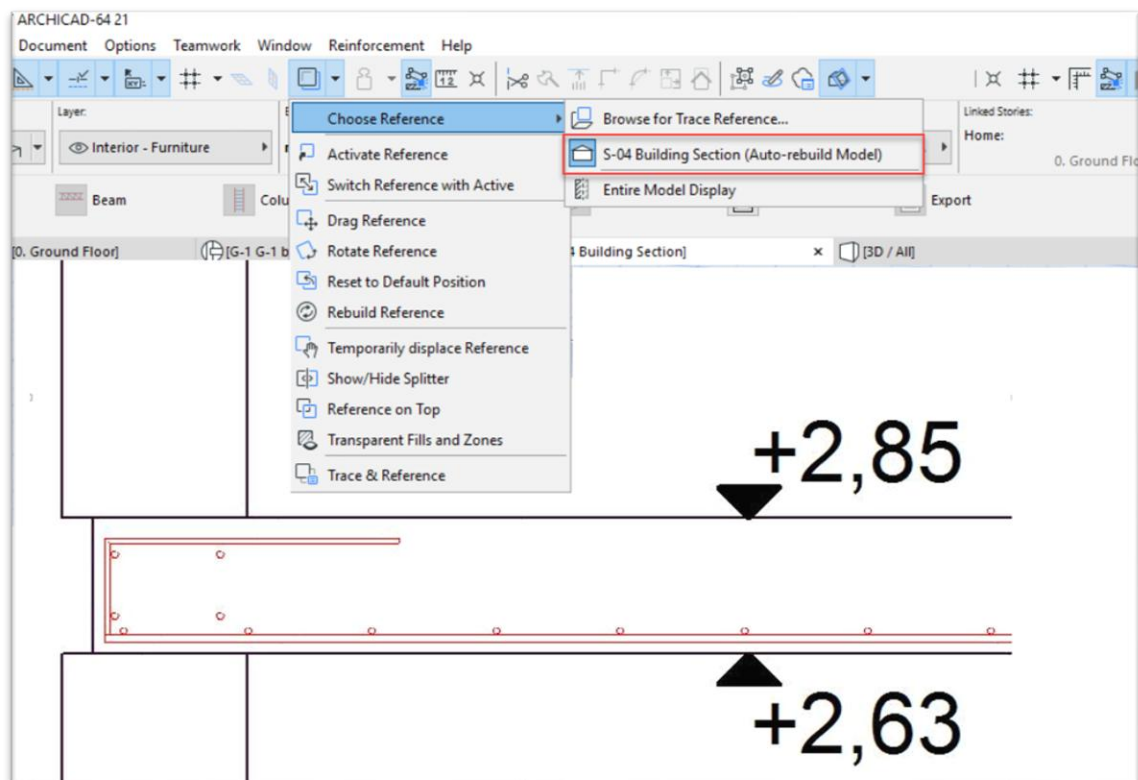 ARCHICAD-64 21
Document Options Teamwork Window Reinforcement Help
Layer:
Linked Stories:
Interior - Furniture
Home:
0. Ground Flo
Beam
Colu
Export
[0. Ground Floor]
[G-1 G-1 b
4 Building Section]
[3D / All]
Choose Reference
Activate Reference
Switch Reference with Active
Drag Reference
Rotate Reference
Reset to Default Position
Rebuild Reference
Temporarily displace Reference
Show/Hide Splitter
Reference on Top
Transparent Fills and Zones
Trace & Reference
Browse for Trace Reference...
S-04 Building Section (Auto-rebuild Model)
Entire Model Display
+2,85
+2,63